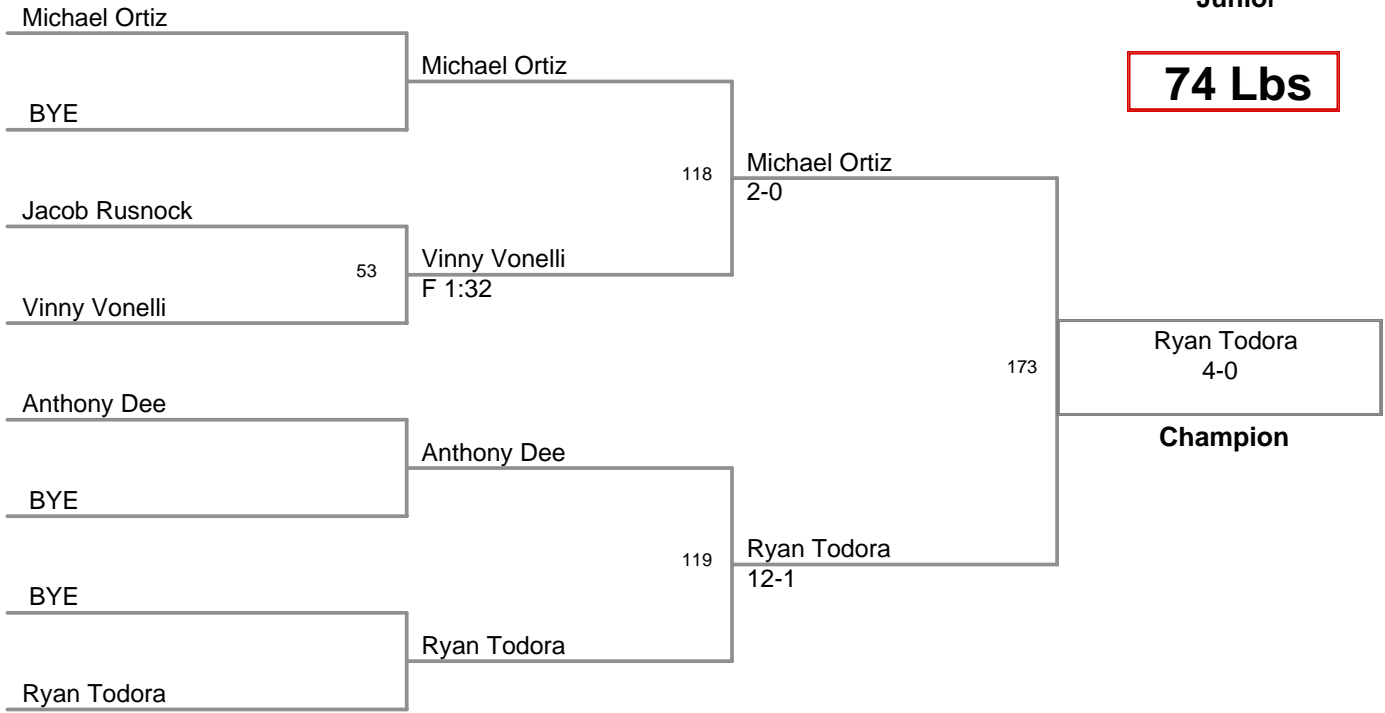 Junior
74 Lbs
Michael Ortiz
BYE
Jacob Rusnock
Vinny Vonelli
Anthony Dee
BYE
BYE
Ryan Todora
53
Michael Ortiz
Vinny Vonelli
F 1:32
Anthony Dee
Ryan Todora
118
119
Michael Ortiz
2-0
Ryan Todora
12-1
173
Ryan Todora
4-0
Champion